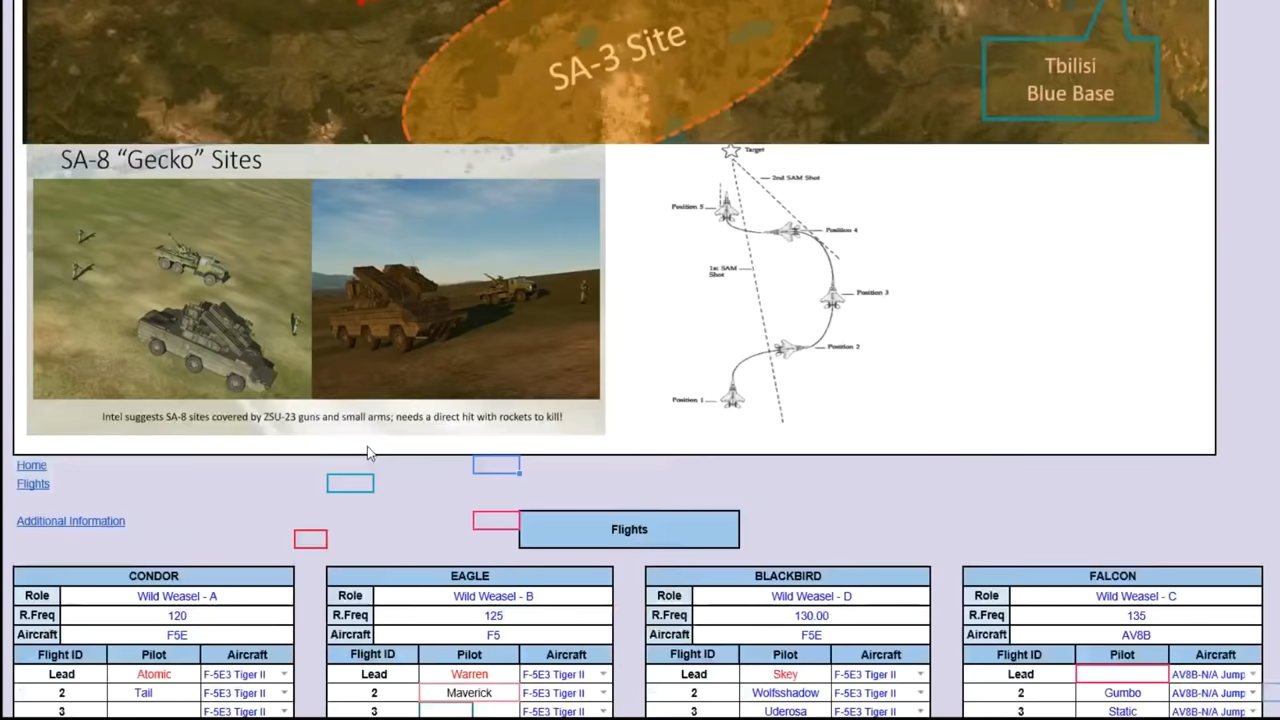 SA-3 Site
Tbilisi
Blue Base
SA-8 “Gecko” Sites
Intel suggests SA-8 sites covered by ZSU-23 guns and small arms; needs a direct hit with rockets to kill!
Target
2nd SAM Shot
Position 5
Position 4
1st SAM
Shot
Position 3
Position 2
Position 1
Home
Flights
Additional Information
Flights
CONDOR
Role Wild Weasel - A
R.Freq 120
Aircraft F5E
Flight ID Pilot Aircraft
Lead Atomic F-5E3 Tiger II
2 Tail F-5E3 Tiger II
3 F-5E3 Tiger II
EAGLE
Role Wild Weasel - B
R.Freq 125
Aircraft F5
Flight ID Pilot Aircraft
Lead Warren F-5E3 Tiger II
2 Maverick F-5E3 Tiger II
3 F-5E3 Tiger II
BLACKBIRD
Role Wild Weasel - D
R.Freq 130.00
Aircraft F5E
Flight ID Pilot Aircraft
Lead Skey F-5E3 Tiger II
2 Wolfsshadow F-5E3 Tiger II
3 Uderosa F-5E3 Tiger II
FALCON
Role Wild Weasel - C
R.Freq 135
Aircraft AV8B
Flight ID Pilot Aircraft
Lead AV8B-N/A Jump
2 Gumbo AV8B-N/A Jump
3 Static AV8B-N/A Jump